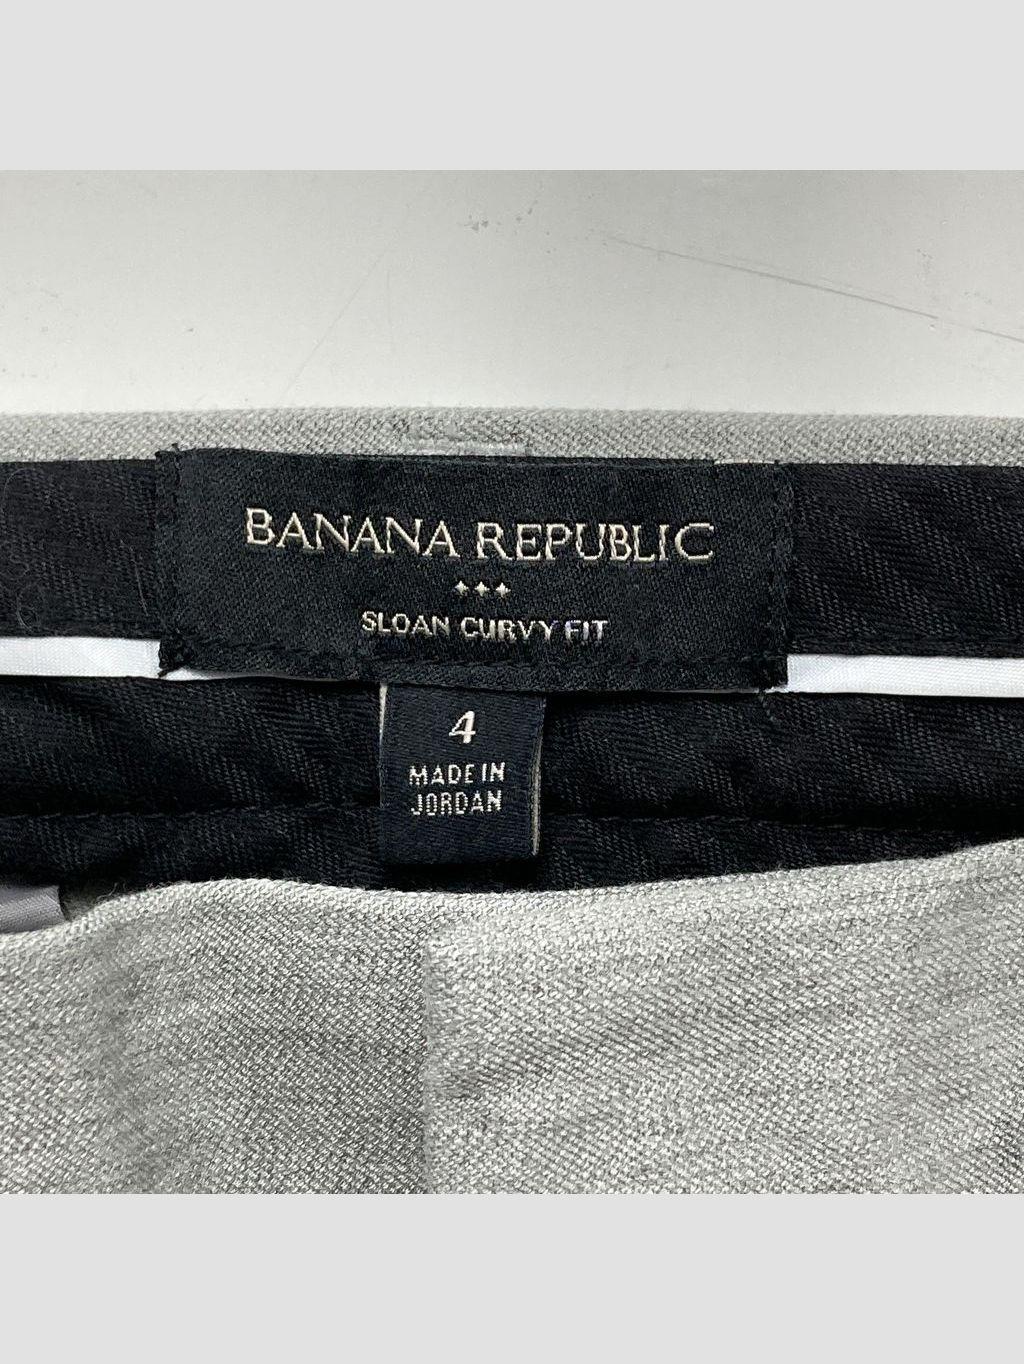 BANANA REPUBLIC
SLOAN CURVY FIT
4
MADE IN
JORDAN